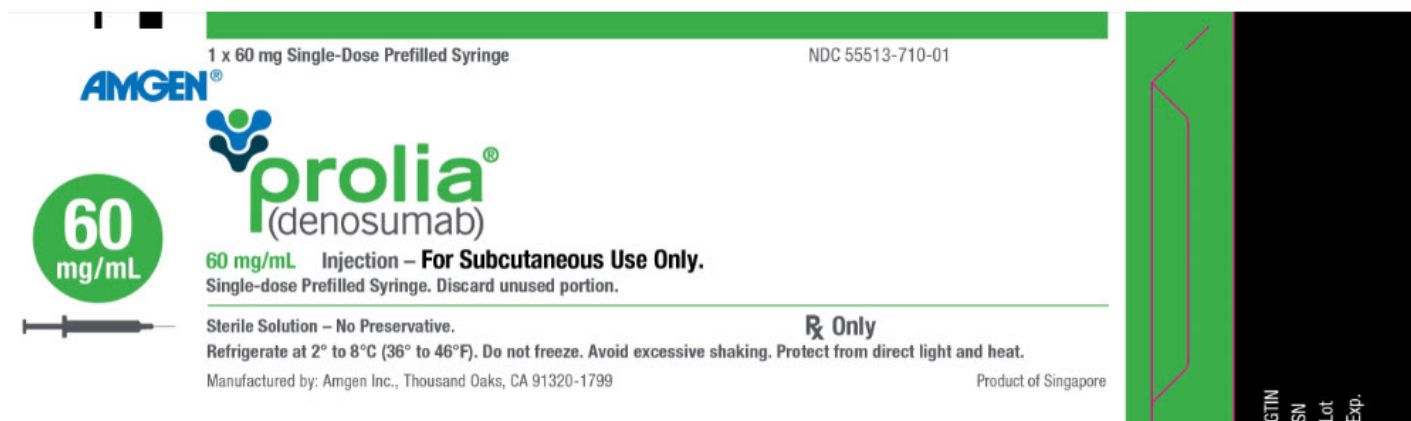 1 x 60 mg Single-Dose Prefilled Syringe
NDC 55513-710-01
AMGEN®
prolia®
(denosumab)
60
mg/mL
60 mg/mL Injection – For Subcutaneous Use Only.
Single-dose Prefilled Syringe. Discard unused portion.
Sterile Solution – No Preservative.
Rx Only
Refrigerate at 2° to 8°C (36° to 46°F). Do not freeze. Avoid excessive shaking. Protect from direct light and heat.
Manufactured by: Amgen Inc., Thousand Oaks, CA 91320-1799
Product of Singapore
GTIN
SN
Lot
Exp.